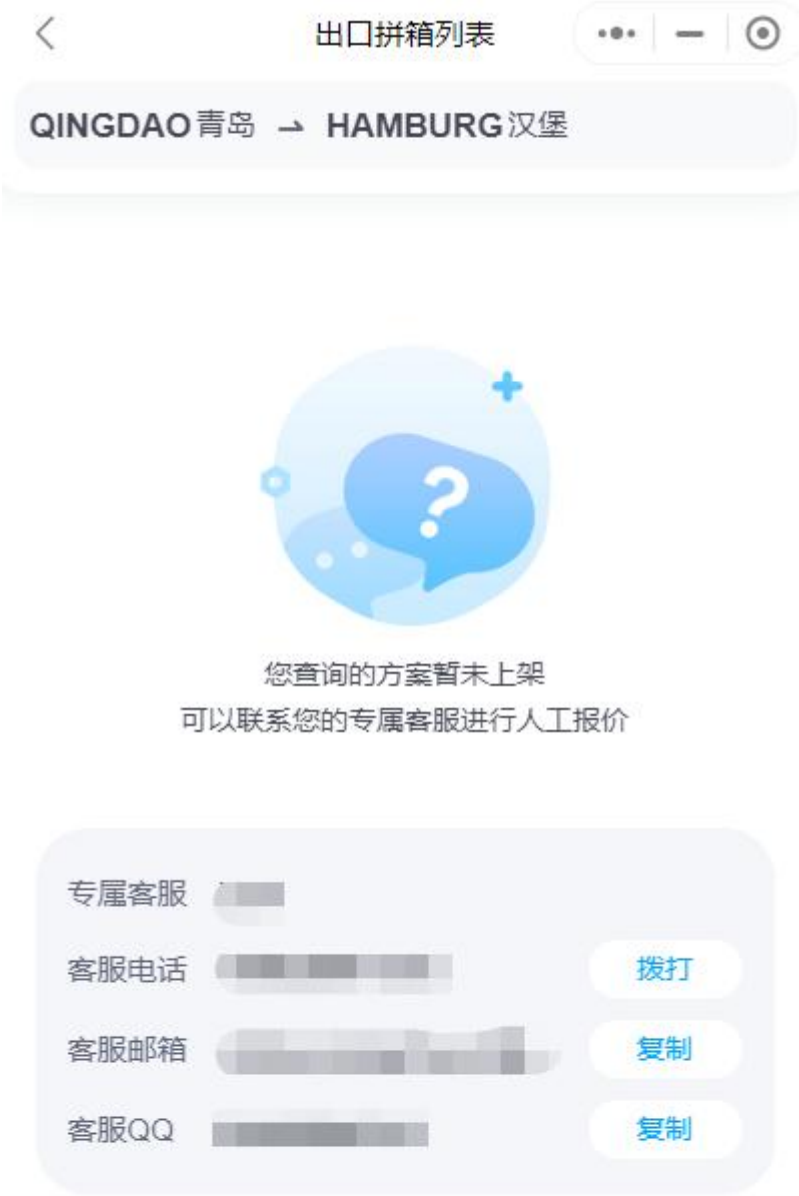 出口拼箱列表
QINGDAO青岛 → HAMBURG汉堡
?
您查询的方案暂未上架
可以联系您的专属客服进行人工报价
专属客服
客服电话 拨打
客服邮箱 复制
客服QQ 复制